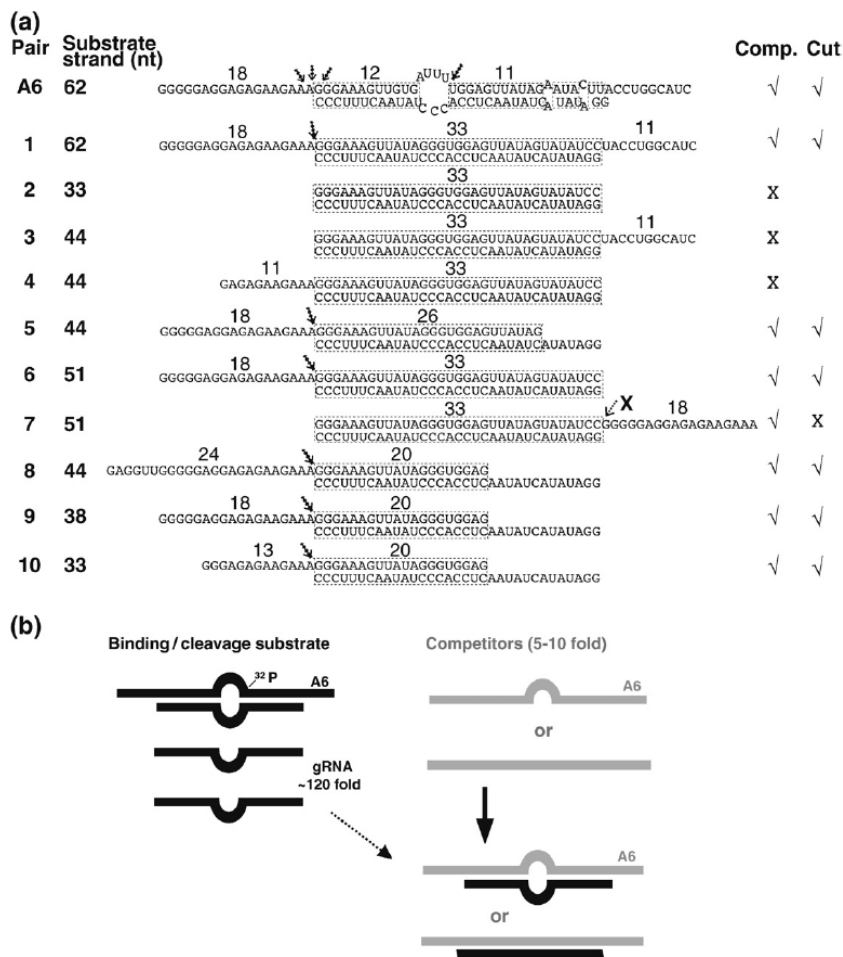 (a)
Pair Substrate strand (nt) Comp. Cut
18 12 AUUU 11
A6 62 GGGGGAGGAGAGAAGAAAGGGAAAGUUGUG UGGAGUUAUAG A AUA C UUACCUGGCAUC √ √
CCCUUUCAAUAU CCC ACCUCAAUAUC A UAU A GG
18 33 11
1 62 GGGGGAGGAGAGAAGAAAGGGAAAGUUAUAGGGUGGAGUUAUAGUAUAUCCUACCUGGCAUC √ √
CCCUUUCAAUAUCCCACCUCAAUAUCAUAUAGG
33
2 33 GGGAAAGUUAUAGGGUGGAGUUAUAGUAUAUCC X
CCCUUUCAAUAUCCCACCUCAAUAUCAUAUAGG
33 11
3 44 GGGAAAGUUAUAGGGUGGAGUUAUAGUAUAUCCUACCUGGCAUC X
CCCUUUCAAUAUCCCACCUCAAUAUCAUAUAGG
11 33
4 44 GAGAGAAGAAAGGGAAAGUUAUAGGGUGGAGUUAUAGUAUAUCC X
CCCUUUCAAUAUCCCACCUCAAUAUCAUAUAGG
18 26
5 44 GGGGGAGGAGAGAAGAAAGGGAAAGUUAUAGGGUGGAGUUAUAG √ √
CCCUUUCAAUAUCCCACCUCAAUAUCAUAUAGG
18 33
6 51 GGGGGAGGAGAGAAGAAAGGGAAAGUUAUAGGGUGGAGUUAUAGUAUAUCC √ √
CCCUUUCAAUAUCCCACCUCAAUAUCAUAUAGG
33 X 18
7 51 GGGAAAGUUAUAGGGUGGAGUUAUAGUAUAUCCGGGGGAGGAGAGAAGAAA √ X
CCCUUUCAAUAUCCCACCUCAAUAUCAUAUAGG
24 20
8 44 GAGGUUGGGGGAGGAGAGAAGAAAGGGAAAGUUAUAGGGUGGAG √ √
CCCUUUCAAUAUCCCACCUCAAUAUCAUAUAGG
18 20
9 38 GGGGGAGGAGAGAAGAAAGGGAAAGUUAUAGGGUGGAG √ √
CCCUUUCAAUAUCCCACCUCAAUAUCAUAUAGG
13 20
10 33 GGGAGAGAAGAAAGGGAAAGUUAUAGGGUGGAG √ √
CCCUUUCAAUAUCCCACCUCAAUAUCAUAUAGG
(b)
Binding / cleavage substrate
32 P
A6
gRNA
~120 fold
Competitors (5-10 fold)
A6
or
A6
or